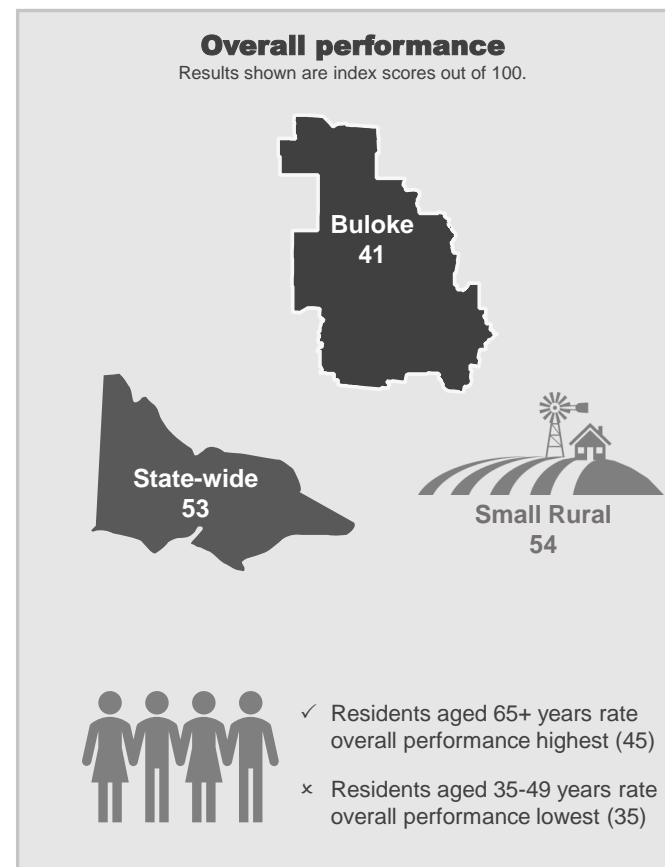 Overall performance
Results shown are index scores out of 100.
Buloke
41
State-wide
53
Small Rural
54
✓ Residents aged 65+ years rate
overall performance highest (45)
× Residents aged 35-49 years rate
overall performance lowest (35)